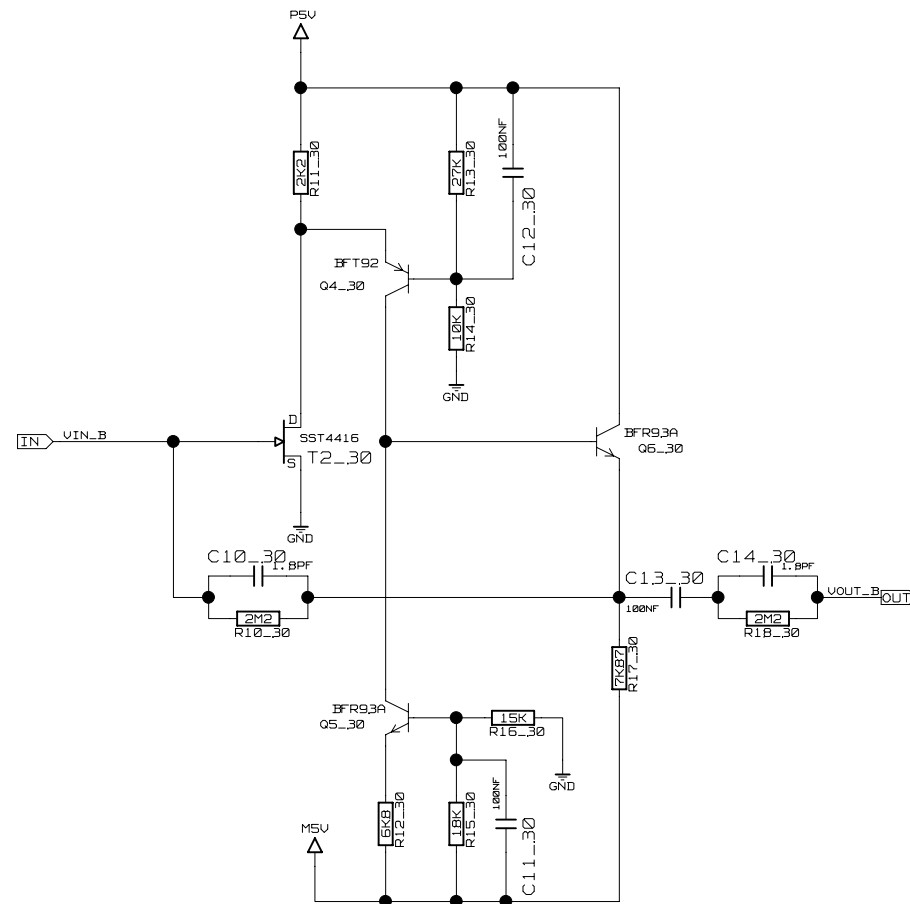 P5V
2K2
R11_30
27K
R13_30
100NF
C12_30
BFT92
Q4_30
10K
R14_30
GND
IN
VIN_B
D
S
SST4416
T2_30
GND
BFR93A
Q6_30
C10_30
1.8PF
2M2
R10_30
C13_30
100NF
C14_30
1.8PF
2M2
R18_30
VOUT_B
OUT
7K87
R17_30
BFR93A
Q5_30
15K
R16_30
GND
6K8
R12_30
18K
R15_30
100NF
C11_30
M5V